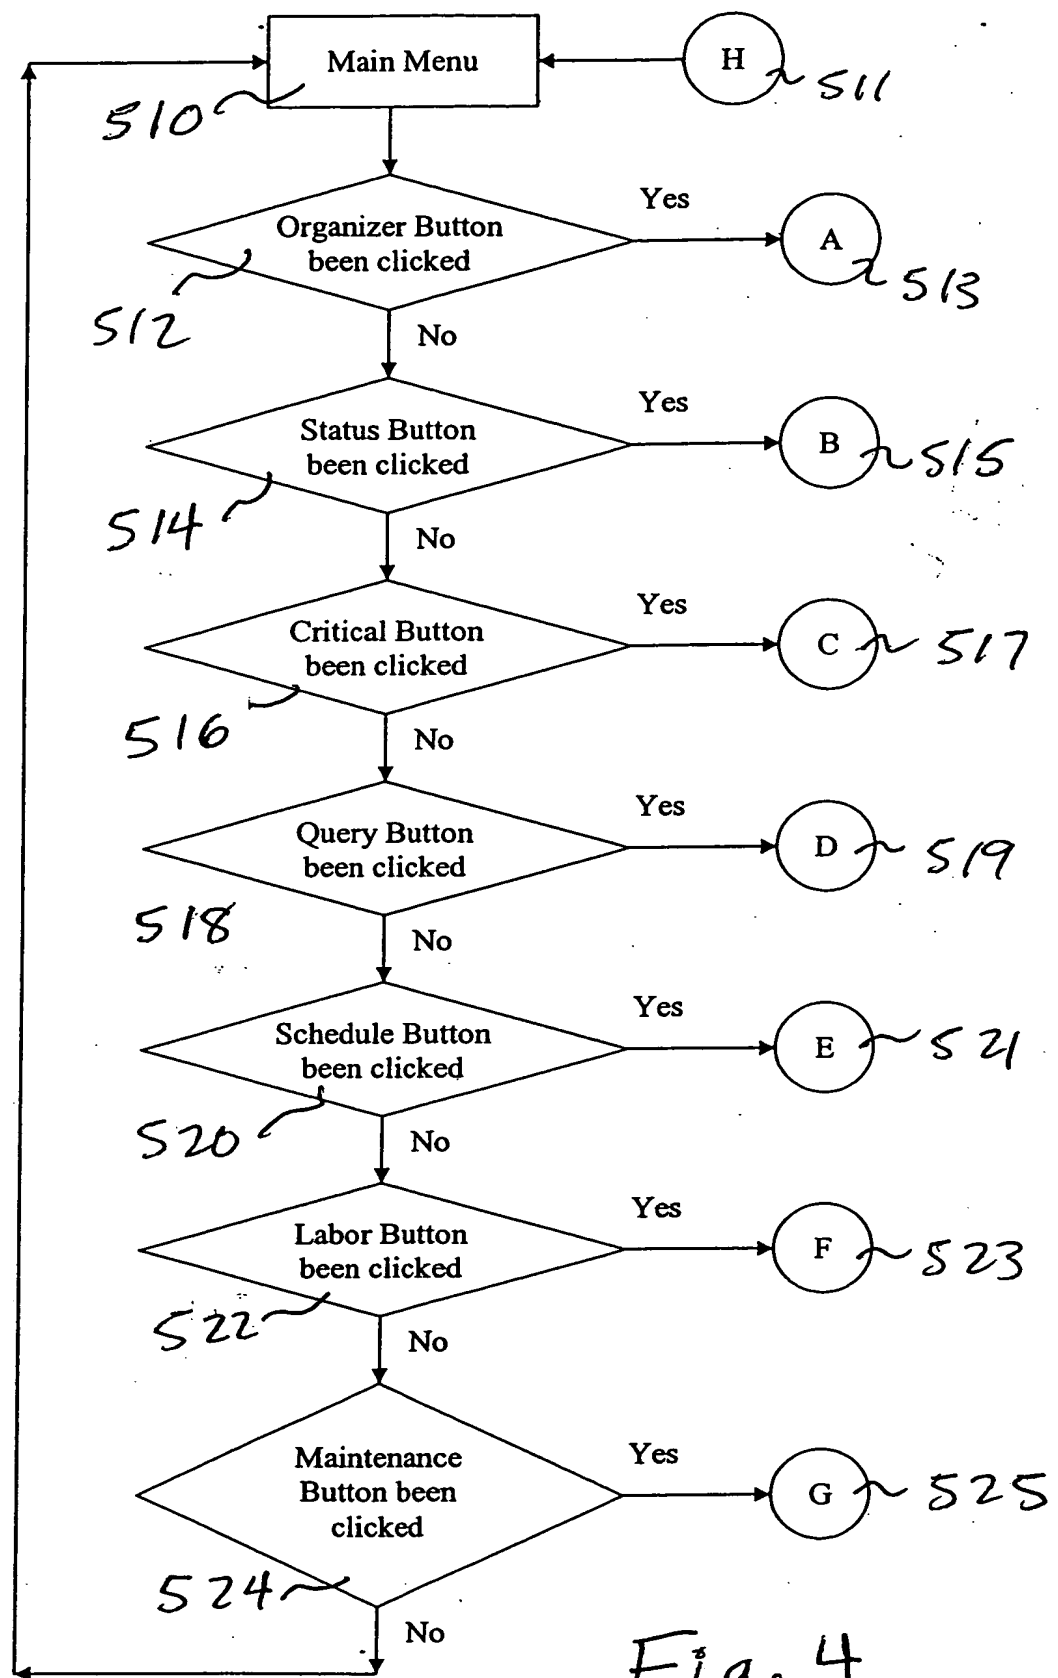 Main Menu
H
510
511
Yes
Organizer Button
been clicked
A
512
513
No
Yes
Status Button
been clicked
B
514
515
No
Yes
Critical Button
been clicked
C
516
517
No
Yes
Query Button
been clicked
D
518
519
No
Yes
Schedule Button
been clicked
E
520
521
No
Yes
Labor Button
been clicked
F
522
523
No
Yes
Maintenance
Button been
clicked
G
524
525
No
Fig. 4